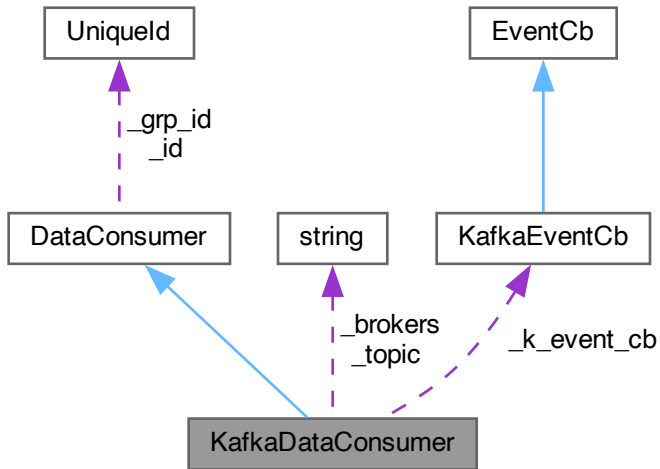 UniqueId
EventCb
_grp_id
_id
DataConsumer
string
KafkaEventCb
_brokers
_topic
_k_event_cb
KafkaDataConsumer